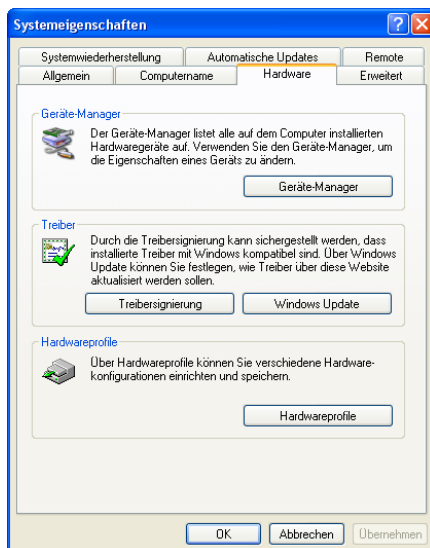 Systemeigenschaften
Systemwiederherstellung Automatische Updates Remote
Allgemein Computername Hardware Erweitert
Geräte-Manager
Der Geräte-Manager listet alle auf dem Computer installierten
Hardwaregeräte auf. Verwenden Sie den Geräte-Manager, um
die Eigenschaften eines Geräts zu ändern.
Geräte-Manager
Treiber
Durch die Treibersignierung kann sichergestellt werden, dass
installierte Treiber mit Windows kompatibel sind. Über Windows
Update können Sie festlegen, wie Treiber über diese Website
aktualisiert werden sollen.
Treibersignierung Windows Update
Hardwareprofile
Über Hardwareprofile können Sie verschiedene Hardware-
konfigurationen einrichten und speichern.
Hardwareprofile
OK Abbrechen Übernehmen